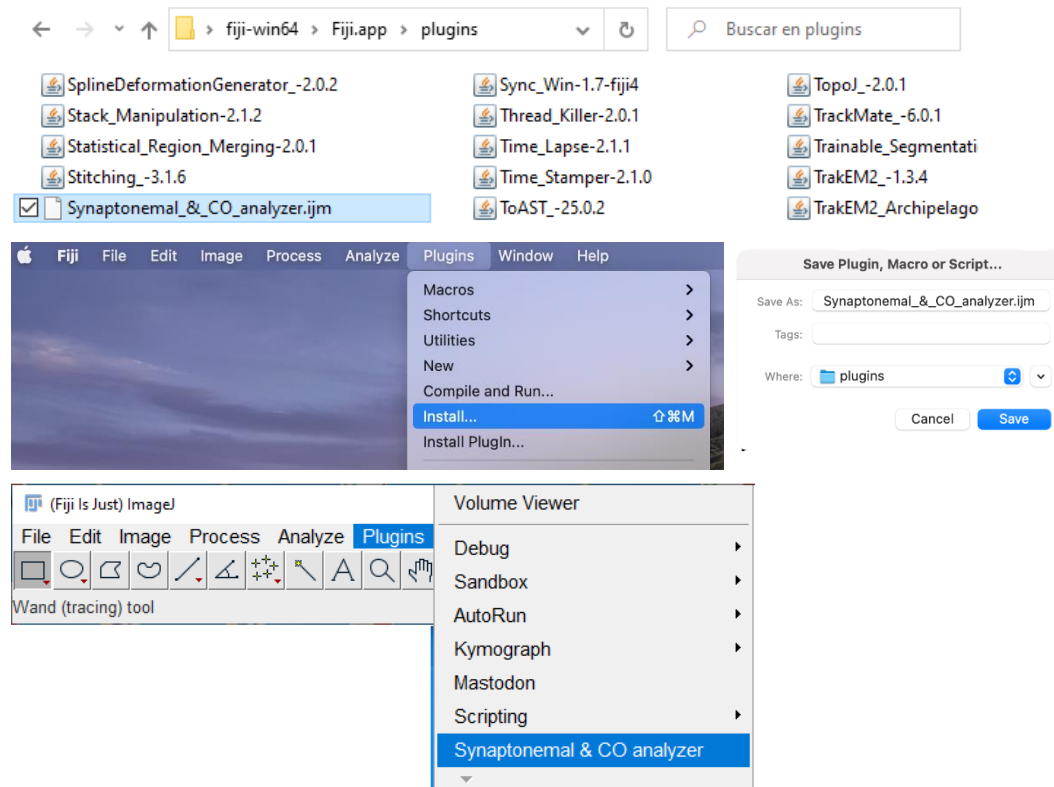 fiji-win64 > Fiji.app > plugins
Buscar en plugins
SplineDeformationGenerator_-2.0.2
Stack_Manipulation-2.1.2
Statistical_Region_Merging-2.0.1
Stitching_-3.1.6
Synaptonemal_&_CO_analyzer.ijm
Sync_Win-1.7-fiji4
Thread_Killer-2.0.1
Time_Lapse-2.1.1
Time_Stamper-2.1.0
ToAST_-25.0.2
TopoJ_-2.0.1
TrackMate_-6.0.1
Trainable_Segmentati
TrakEM2_-1.3.4
TrakEM2_Archipelago
Fiji File Edit Image Process Analyze Plugins Window Help
Macros
Shortcuts
Utilities
New
Compile and Run...
Install... ⇧⌘M
Install PlugIn...
Save Plugin, Macro or Script...
Save As: Synaptonemal_&_CO_analyzer.ijm
Tags:
Where: plugins
Cancel Save
(Fiji Is Just) ImageJ
File Edit Image Process Analyze Plugins
Wand (tracing) tool
Volume Viewer
Debug
Sandbox
AutoRun
Kymograph
Mastodon
Scripting
Synaptonemal & CO analyzer